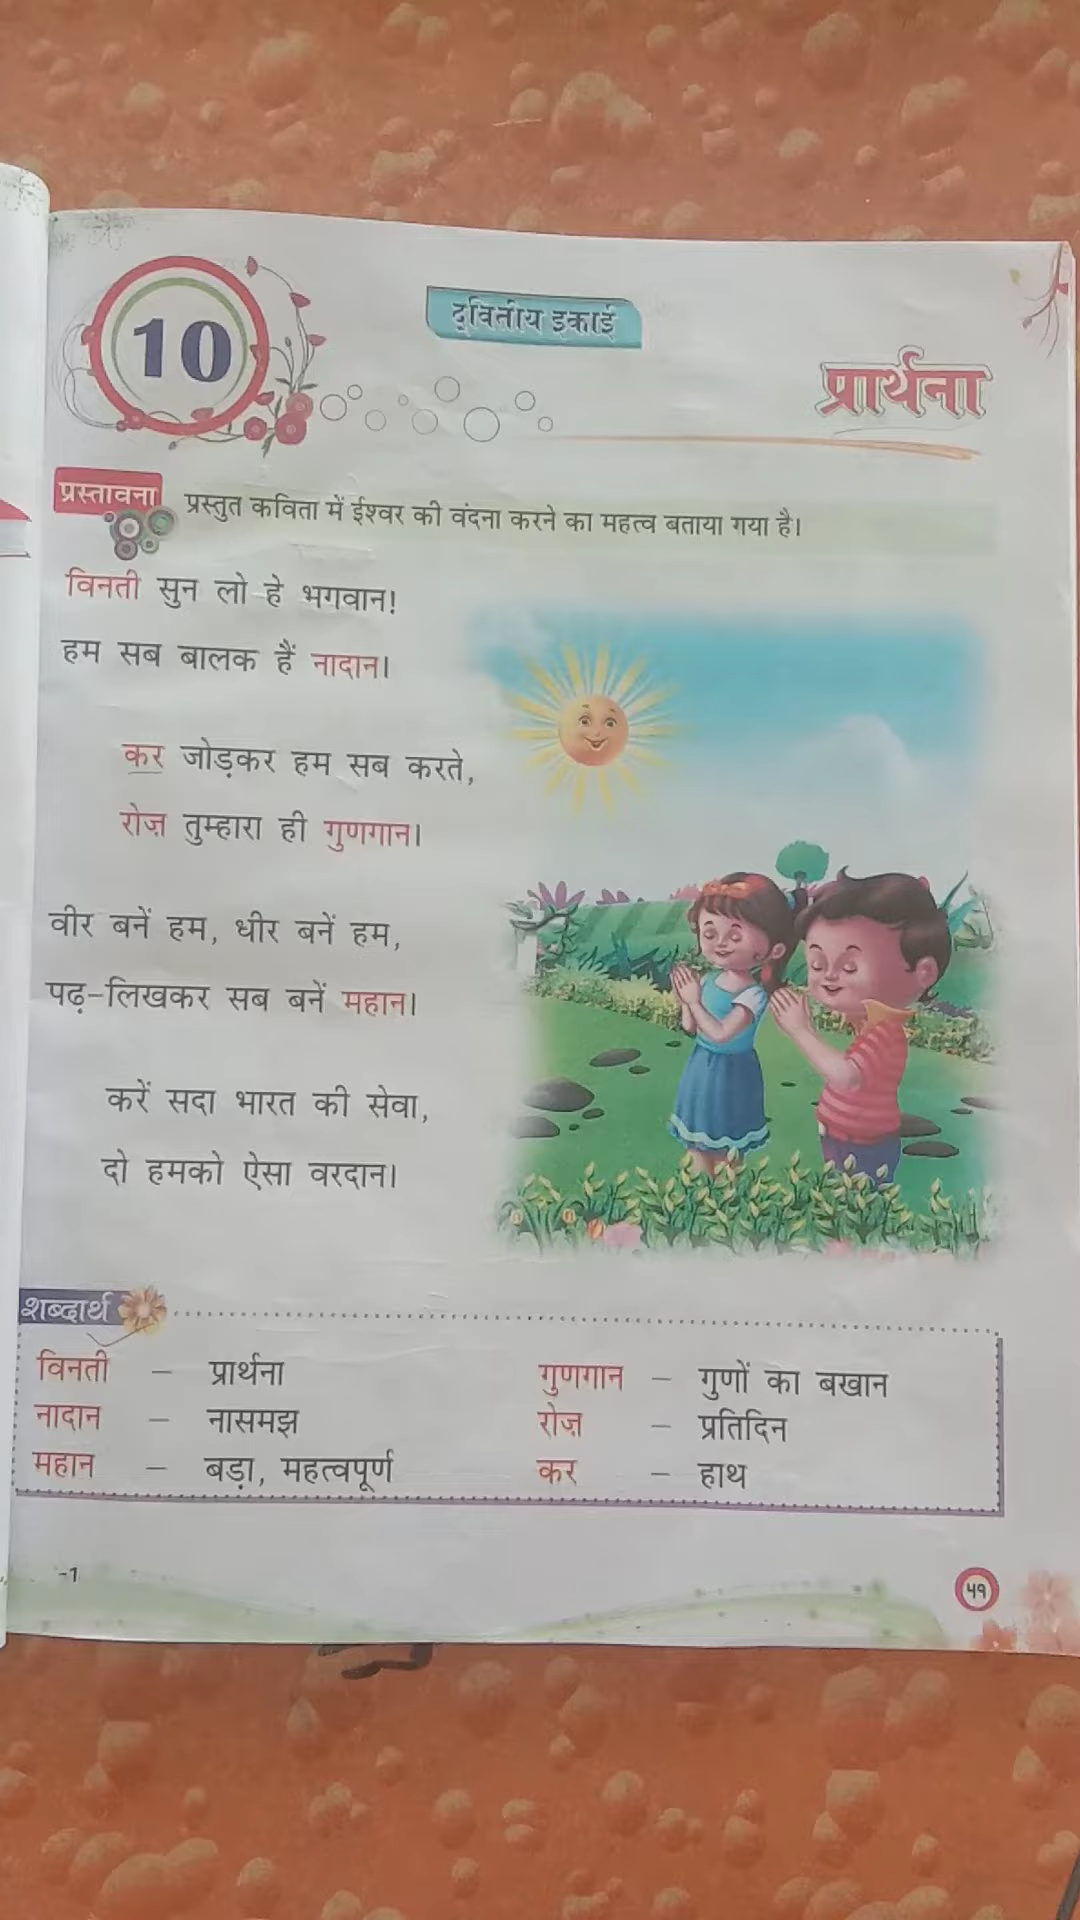 10
द्‌वितीय इकाई
प्रार्थना
प्रस्तावना
प्रस्तुत कविता में ईश्वर की वंदना करने का महत्व बताया गया है।
विनती सुन लो हे भगवान!
हम सब बालक हैं नादान।
कर जोड़कर हम सब करते,
रोज़ तुम्हारा ही गुणगान।
वीर बनें हम, धीर बनें हम,
पढ़-लिखकर सब बनें महान।
करें सदा भारत की सेवा,
दो हमको ऐसा वरदान।
शब्दार्थ
विनती – प्रार्थना गुणगान – गुणों का बखान
नादान – नासमझ रोज़ – प्रतिदिन
महान – बड़ा, महत्वपूर्ण कर – हाथ
-1
५१